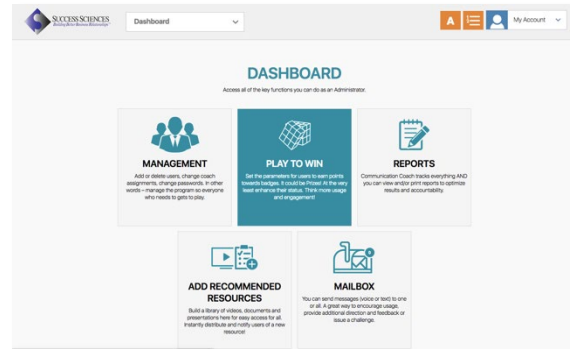 SUCCESS SCIENCES
Building Better Business Relationships
Dashboard
A
My Account
DASHBOARD
Access all of the key functions you can do as an Administrator.
MANAGEMENT
Add or delete users, change coach
assignments, change passwords. In other
words – manage the program so everyone
who needs to gets to play.
PLAY TO WIN
Set the parameters for users to earn points
towards badges. It could be Prizes! At the very
least enhance their status. Think more usage
and engagement!
REPORTS
Communication Coach tracks everything AND
you can view and/or print reports to optimize
results and accountability.
ADD RECOMMENDED
RESOURCES
Build a library of videos, documents and
presentations here for easy access for all.
Instantly distribute and notify users of a new
resource!
MAILBOX
You can send messages (voice or text) to one
or all. A great way to encourage usage,
provide additional direction and feedback or
issue a challenge.